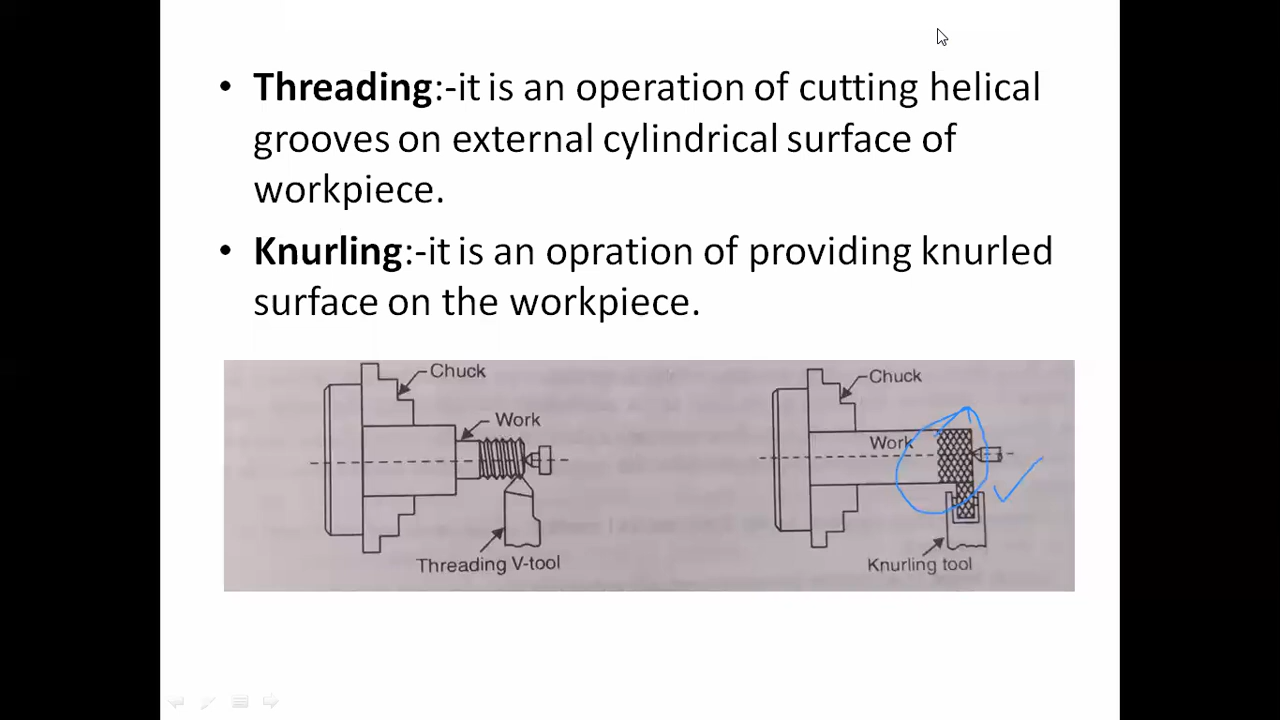 • Threading:-it is an operation of cutting helical
grooves on external cylindrical surface of
workpiece.
• Knurling:-it is an opration of providing knurled
surface on the workpiece.
Chuck
Work
Threading V-tool
Chuck
Work
Knurling tool